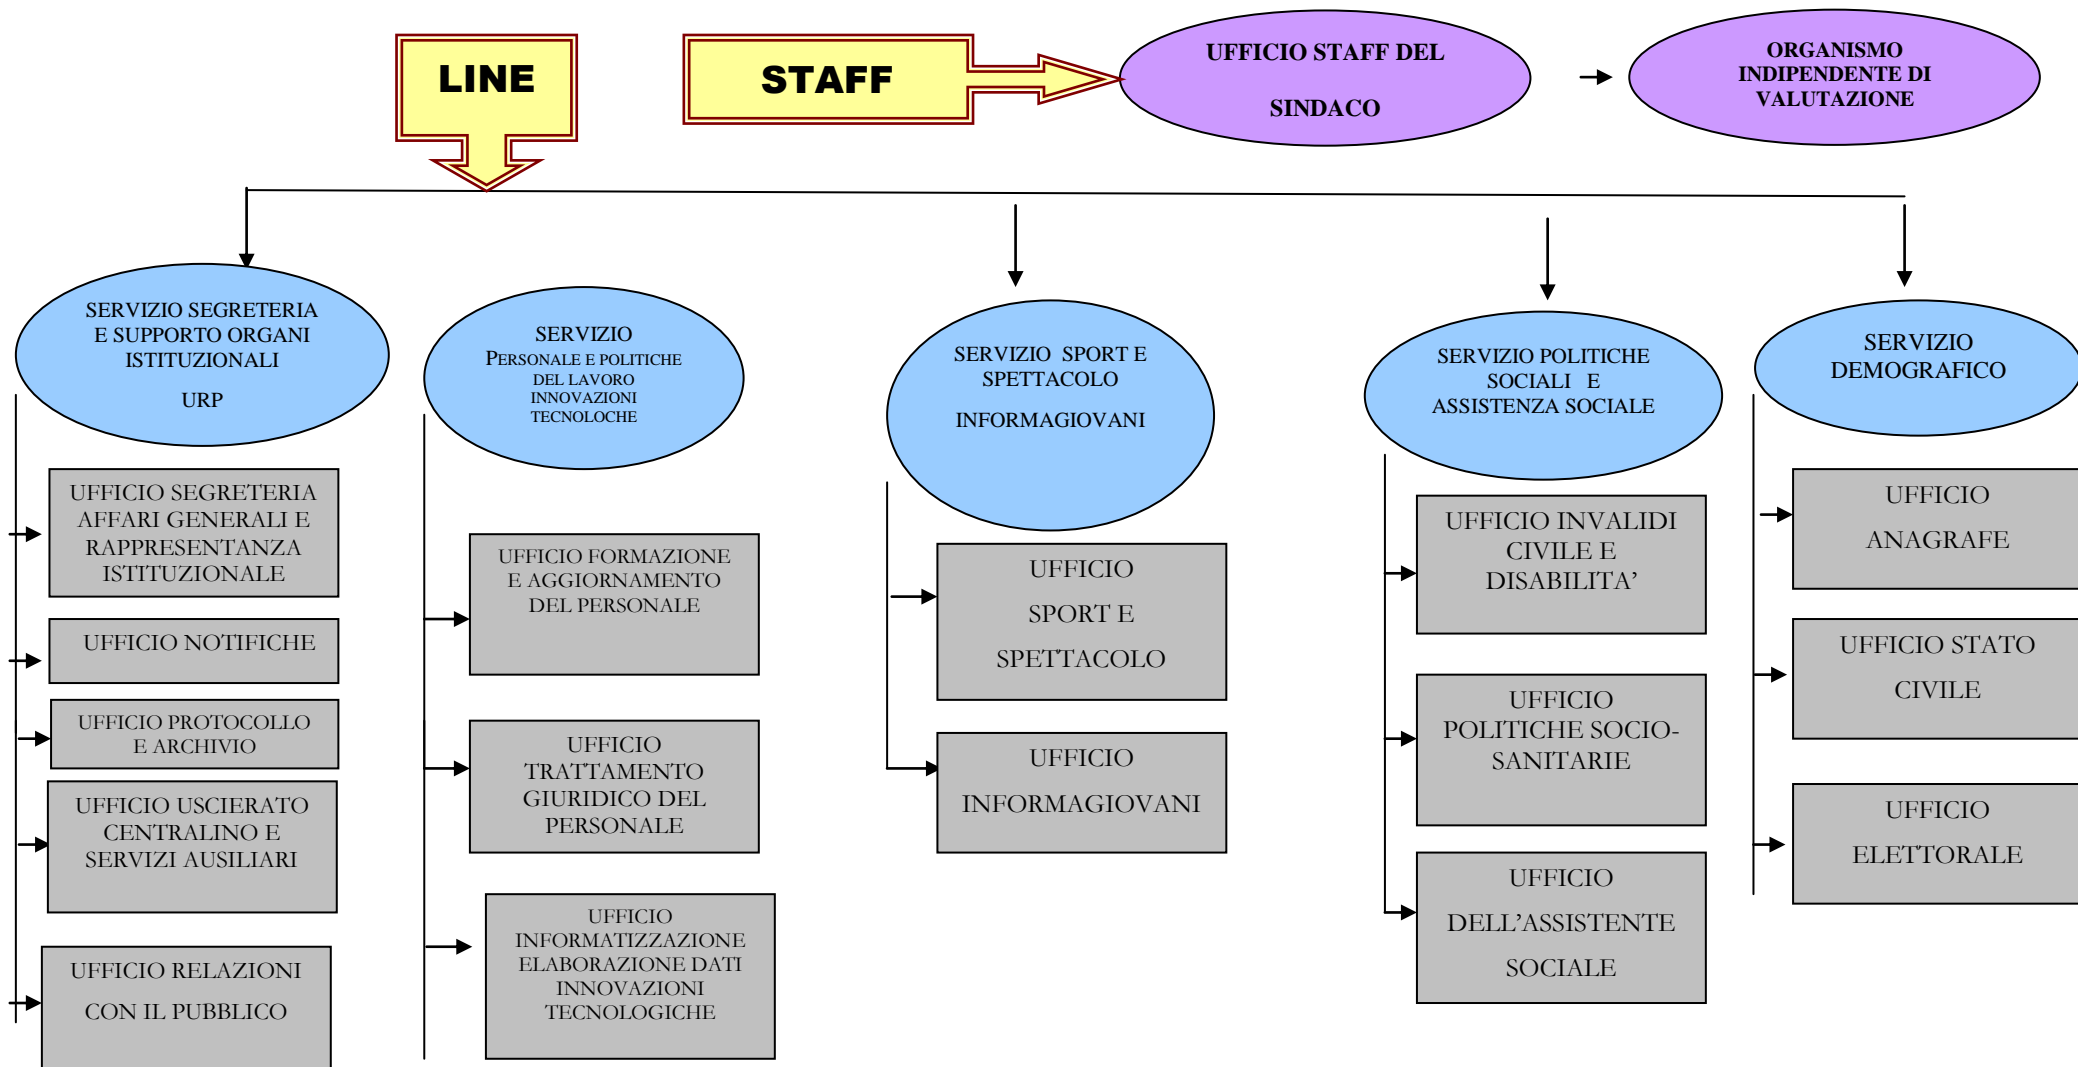 LINE
STAFF
UFFICIO STAFF DEL
SINDACO
ORGANISMO
INDIPENDENTE DI
VALUTAZIONE
SERVIZIO SEGRETERIA
E SUPPORTO ORGANI
ISTITUZIONALI
URP
UFFICIO SEGRETERIA
AFFARI GENERALI E
RAPPRESENTANZA
ISTITUZIONALE
UFFICIO NOTIFICHE
UFFICIO PROTOCOLLO
E ARCHIVIO
UFFICIO USCIERATO
CENTRALINO E
SERVIZI AUSILIARI
UFFICIO RELAZIONI
CON IL PUBBLICO
SERVIZIO
PERSONALE E POLITICHE
DEL LAVORO
INNOVAZIONI
TECNOLOCHE
UFFICIO FORMAZIONE
E AGGIORNAMENTO
DEL PERSONALE
UFFICIO
TRATTAMENTO
GIURIDICO DEL
PERSONALE
UFFICIO
INFORMATIZZAZIONE
ELABORAZIONE DATI
INNOVAZIONI
TECNOLOGICHE
SERVIZIO SPORT E
SPETTACOLO
INFORMAGIOVANI
UFFICIO
SPORT E
SPETTACOLO
UFFICIO
INFORMAGIOVANI
SERVIZIO POLITICHE
SOCIALI E
ASSISTENZA SOCIALE
UFFICIO INVALIDI
CIVILE E
DISABILITA’
UFFICIO
POLITICHE SOCIO-
SANITARIE
UFFICIO
DELL’ASSISTENTE
SOCIALE
SERVIZIO
DEMOGRAFICO
UFFICIO
ANAGRAFE
UFFICIO STATO
CIVILE
UFFICIO
ELETTORALE